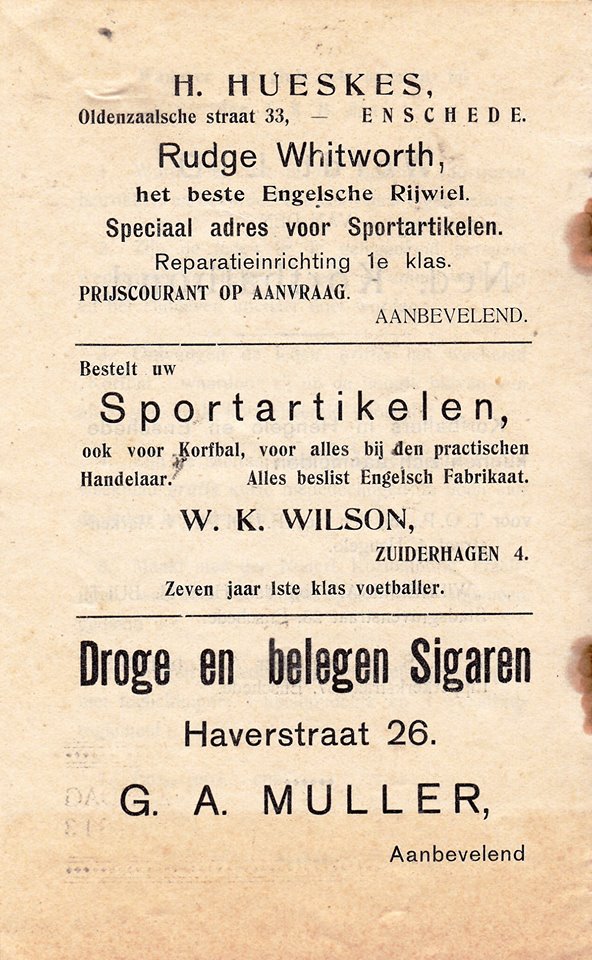 H. HUESKES,
Oldenzaalsche straat 33, — ENSCHEDE.
Rudge Whitworth,
het beste Engelsche Rijwiel.
Speciaal adres voor Sportartikelen.
Reparatieinrichting 1e klas.
PRIJSCOURANT OP AANVRAAG.
AANBEVELEND.
Bestelt uw
Sportartikelen,
ook voor Korfbal, voor alles bij den practischen
Handelaar. Alles beslist Engelsch Fabrikaat.
W. K. WILSON,
ZUIDERHAGEN 4.
Zeven jaar 1ste klas voetballer.
Droge en belegen Sigaren
Haverstraat 26.
G. A. MULLER,
Aanbevelend